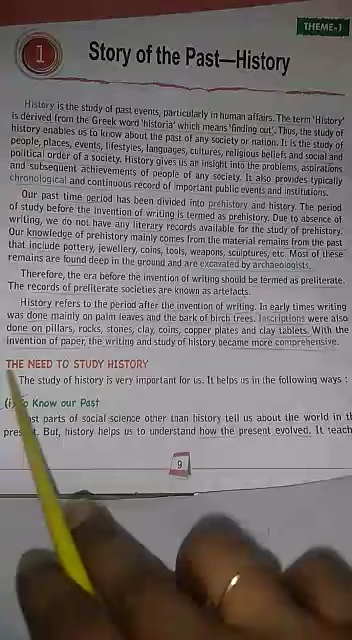 THEME-1
1
Story of the Past—History
History is the study of past events, particularly in human affairs. The term 'History'
is derived from the Greek word 'historia' which means 'finding out'. Thus, the study of
history enables us to know about the past of any society or nation. It is the study of
people, places, events, lifestyles, languages, cultures, religious beliefs and social and
political order of a society. History gives us an insight into the problems, aspirations
and subsequent achievements of people of any society. It also provides typically
chronological and continuous record of important public events and institutions.
Our past time period has been divided into prehistory and history. The period
of study before the invention of writing is termed as prehistory. Due to absence of
writing, we do not have any literary records available for the study of prehistory.
Our knowledge of prehistory mainly comes from the material remains from the past
that include pottery, jewellery, coins, tools, weapons, sculptures, etc. Most of these
remains are found deep in the ground and are excavated by archaeologists.
Therefore, the era before the invention of writing should be termed as preliterate.
The records of preliterate societies are known as artefacts.
History refers to the period after the invention of writing. In early times writing
was done mainly on palm leaves and the bark of birch trees. Inscriptions were also
done on pillars, rocks, stones, clay, coins, copper plates and clay tablets. With the
invention of paper, the writing and study of history became more comprehensive.
THE NEED TO STUDY HISTORY
The study of history is very important for us. It helps us in the following ways :
(i) Know our Past
parts of social science other than history tell us about the world in
But, history helps us to understand how the present evolved. It
9